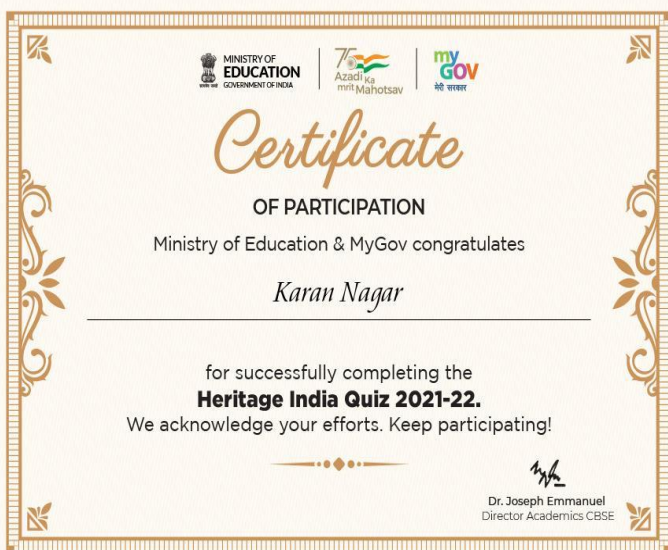 MINISTRY OF
EDUCATION
GOVERNMENT OF INDIA
75
Azadi Ka
mrit Mahotsav
my
GOV
मेरी सरकार
Certificate
OF PARTICIPATION
Ministry of Education & MyGov congratulates
Karan Nagar
for successfully completing the
Heritage India Quiz 2021-22.
We acknowledge your efforts. Keep participating!
Dr. Joseph Emmanuel
Director Academics CBSE